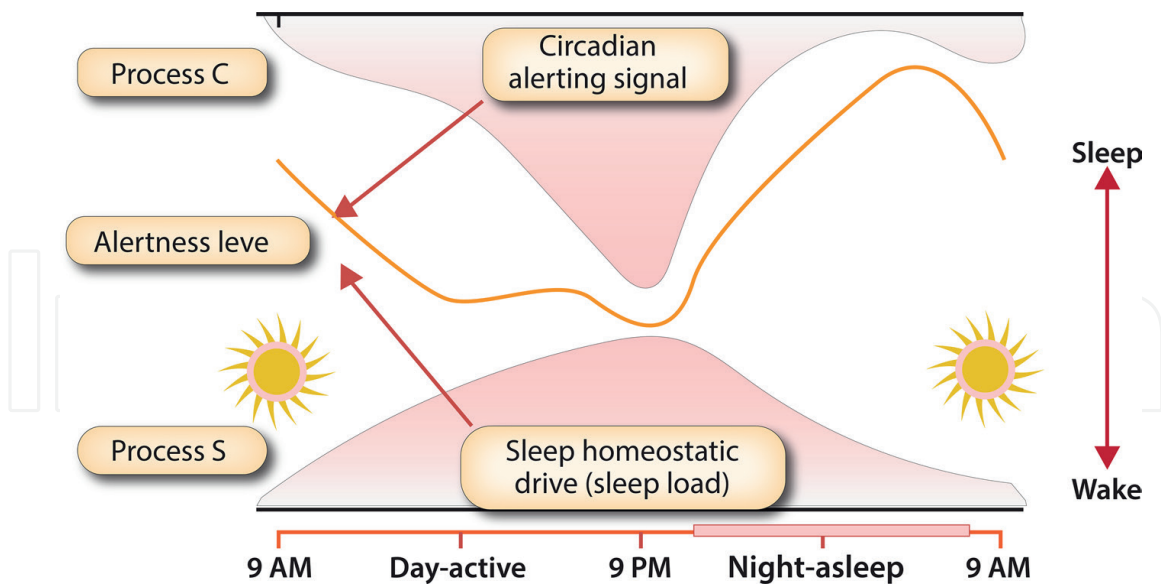 Process C
Circadian
alerting signal
Sleep
Alertness leve
Process S
Sleep homeostatic
drive (sleep load)
Wake
9 AM
Day-active
9 PM
Night-asleep
9 AM